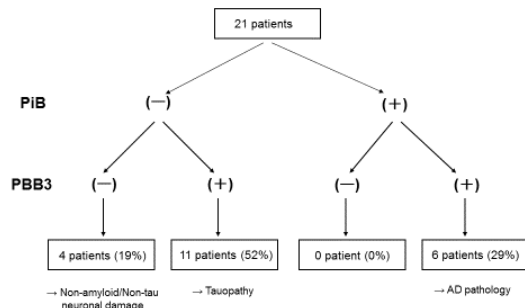 21 patients
PiB
(—)
(+)
PBB3
(—)
(+)
(—)
(+)
4 patients (19%)
11 patients (52%)
0 patient (0%)
6 patients (29%)
→ Non-amyloid/Non-tau
neuronal damage
→ Tauopathy
→ AD pathology